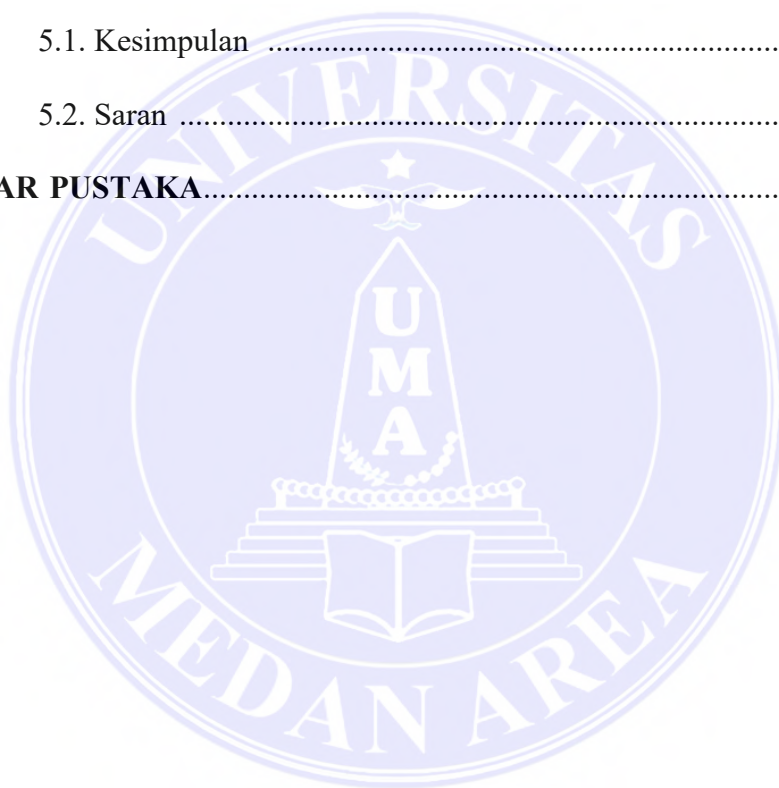 5.1. Kesimpulan ........................................................................
5.2. Saran ....................................................................................
AR PUSTAKA................................................................................
UNIVERSITAS
UMA
MEDAN AREA